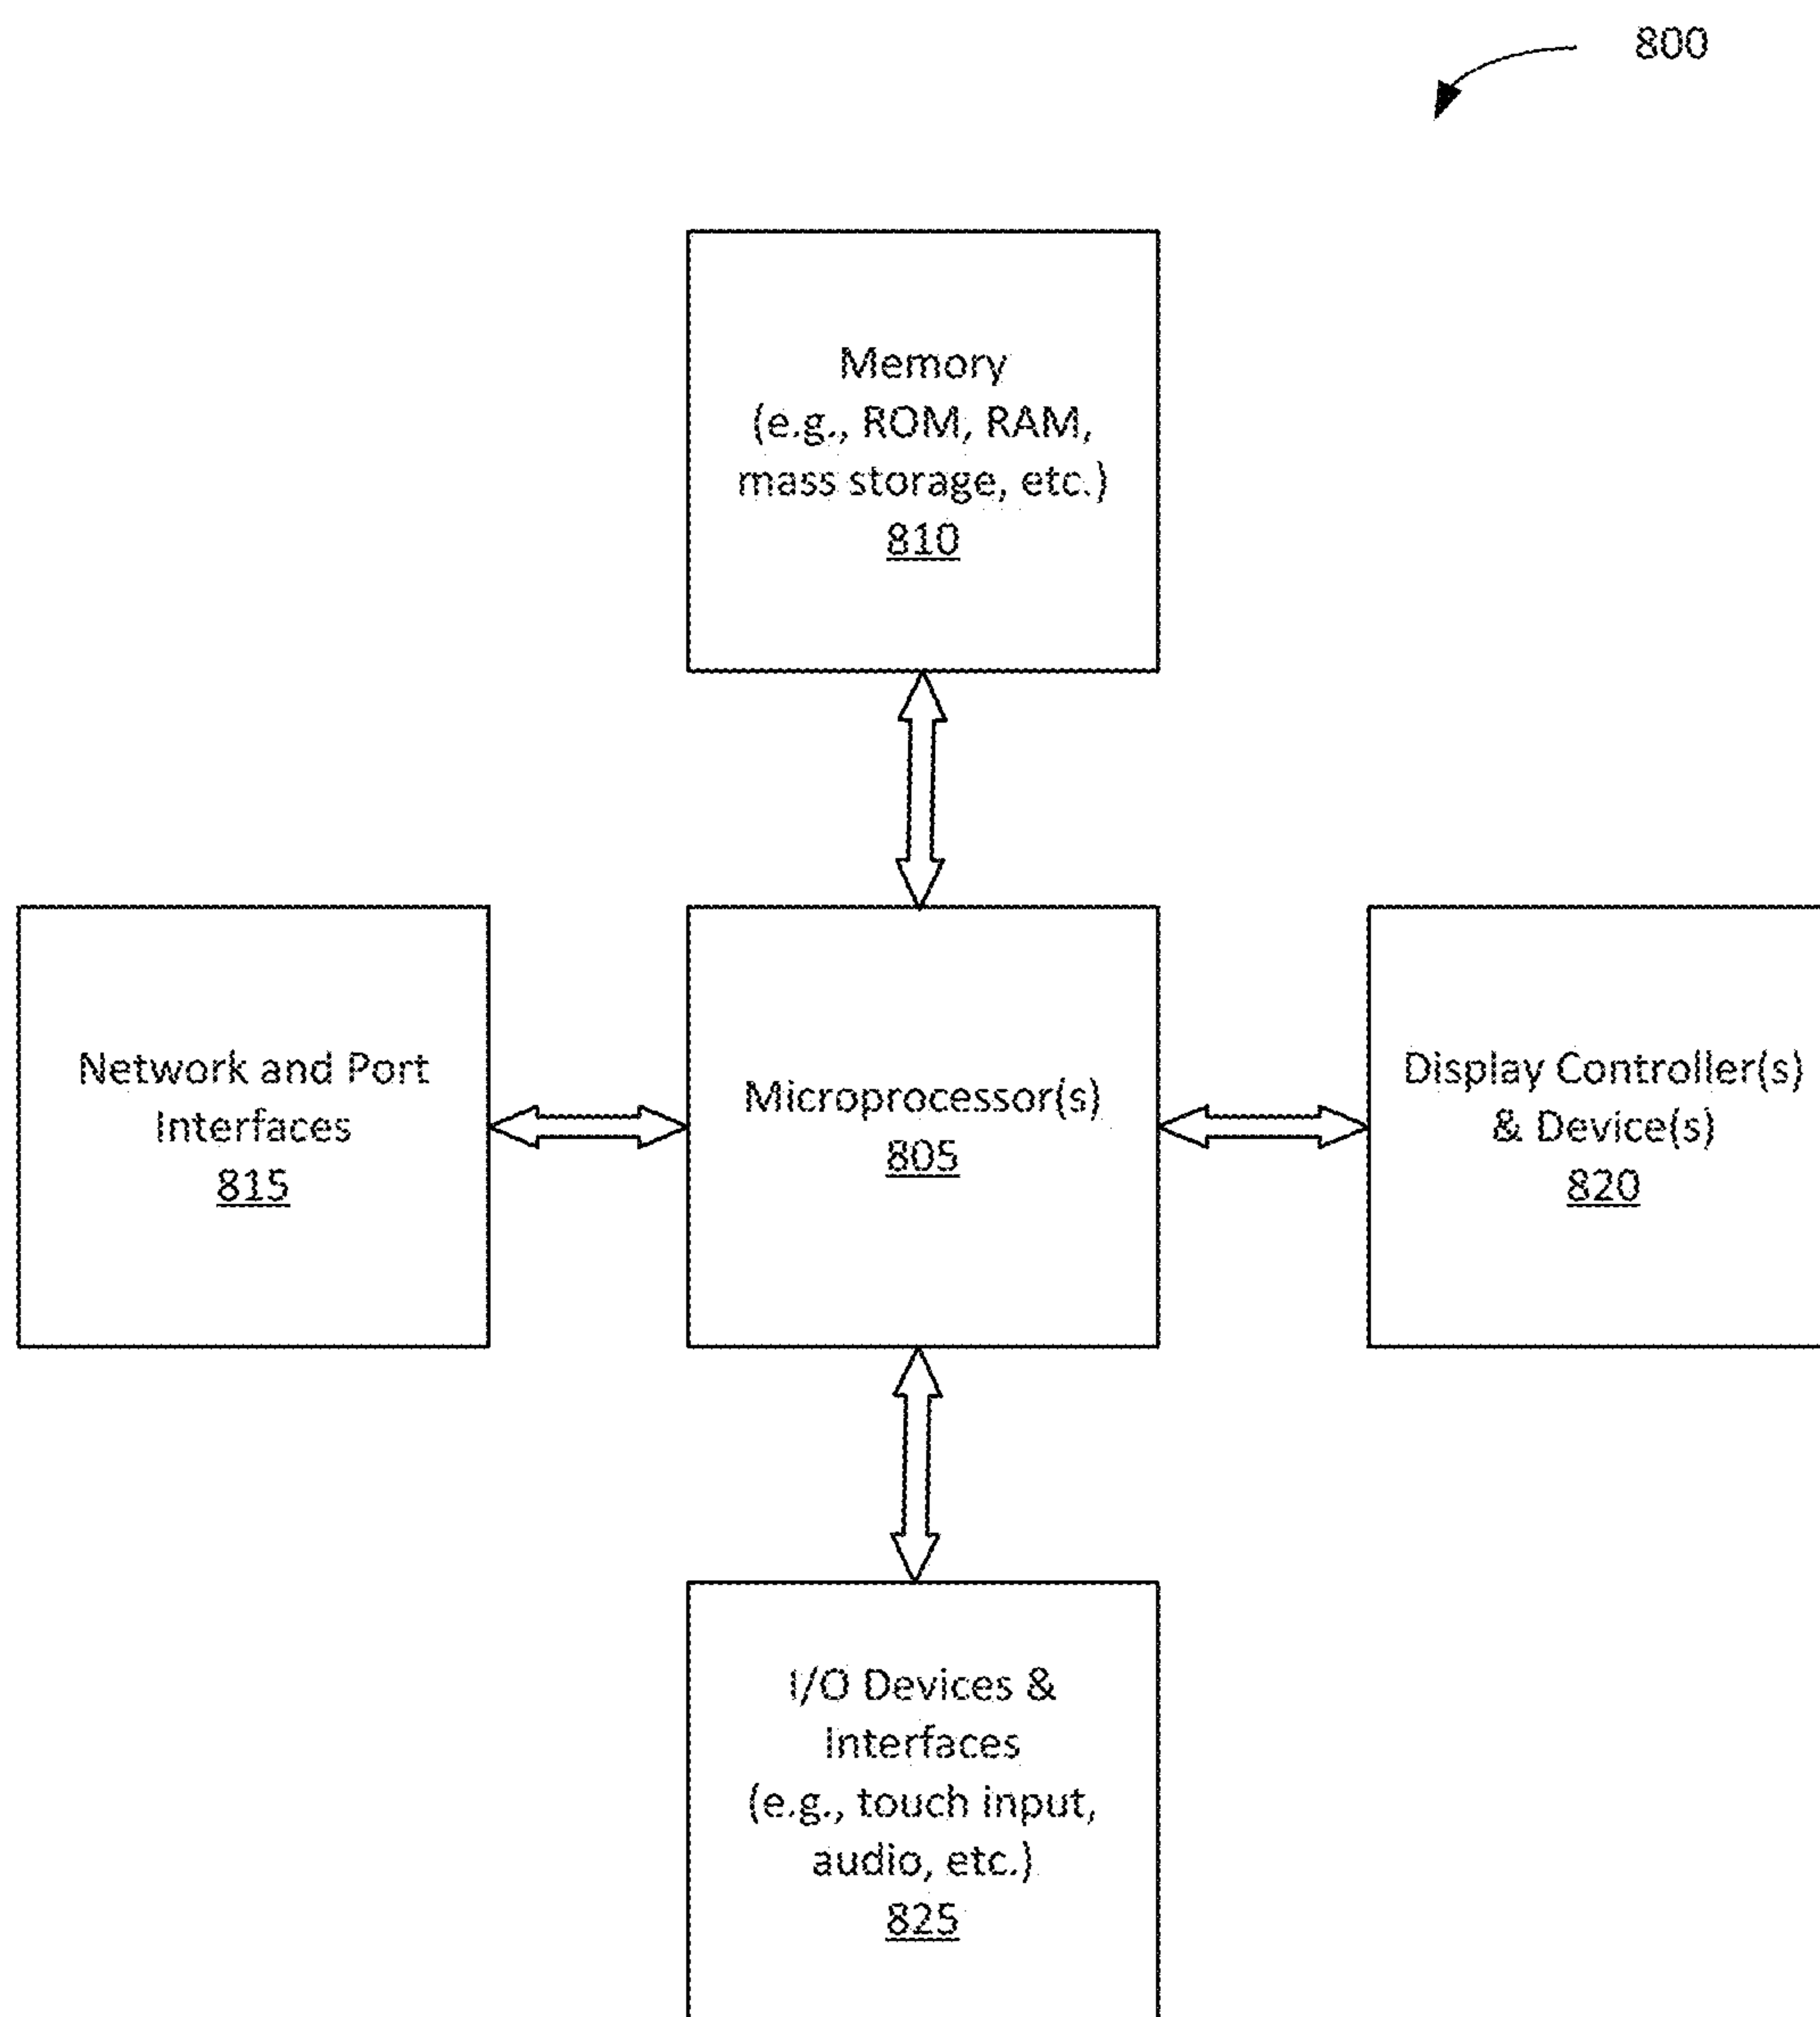 800
Memory
(e.g., ROM, RAM,
mass storage, etc.)
810
Network and Port
Interfaces
815
Microprocessor(s)
805
Display Controller(s)
& Device(s)
820
I/O Devices &
Interfaces
(e.g., touch input,
audio, etc.)
825